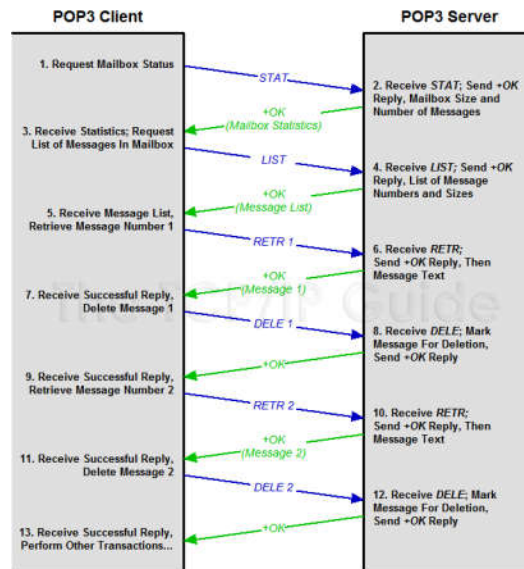 POP3 Client
POP3 Server
1. Request Mailbox Status
STAT
2. Receive STAT; Send +OK
Reply, Mailbox Size and
Number of Messages
+OK
(Mailbox Statistics)
3. Receive Statistics; Request
List of Messages In Mailbox
LIST
4. Receive LIST; Send +OK
Reply, List of Message
Numbers and Sizes
+OK
(Message List)
5. Receive Message List,
Retrieve Message Number 1
RETR 1
6. Receive RETR;
Send +OK Reply, Then
Message Text
+OK
(Message 1)
The TCP/IP Guide
7. Receive Successful Reply,
Delete Message 1
DELE 1
8. Receive DELE; Mark
Message For Deletion,
Send +OK Reply
+OK
9. Receive Successful Reply,
Retrieve Message Number 2
RETR 2
10. Receive RETR;
Send +OK Reply, Then
Message Text
+OK
(Message 2)
11. Receive Successful Reply,
Delete Message 2
DELE 2
12. Receive DELE; Mark
Message For Deletion,
Send +OK Reply
+OK
13. Receive Successful Reply,
Perform Other Transactions...